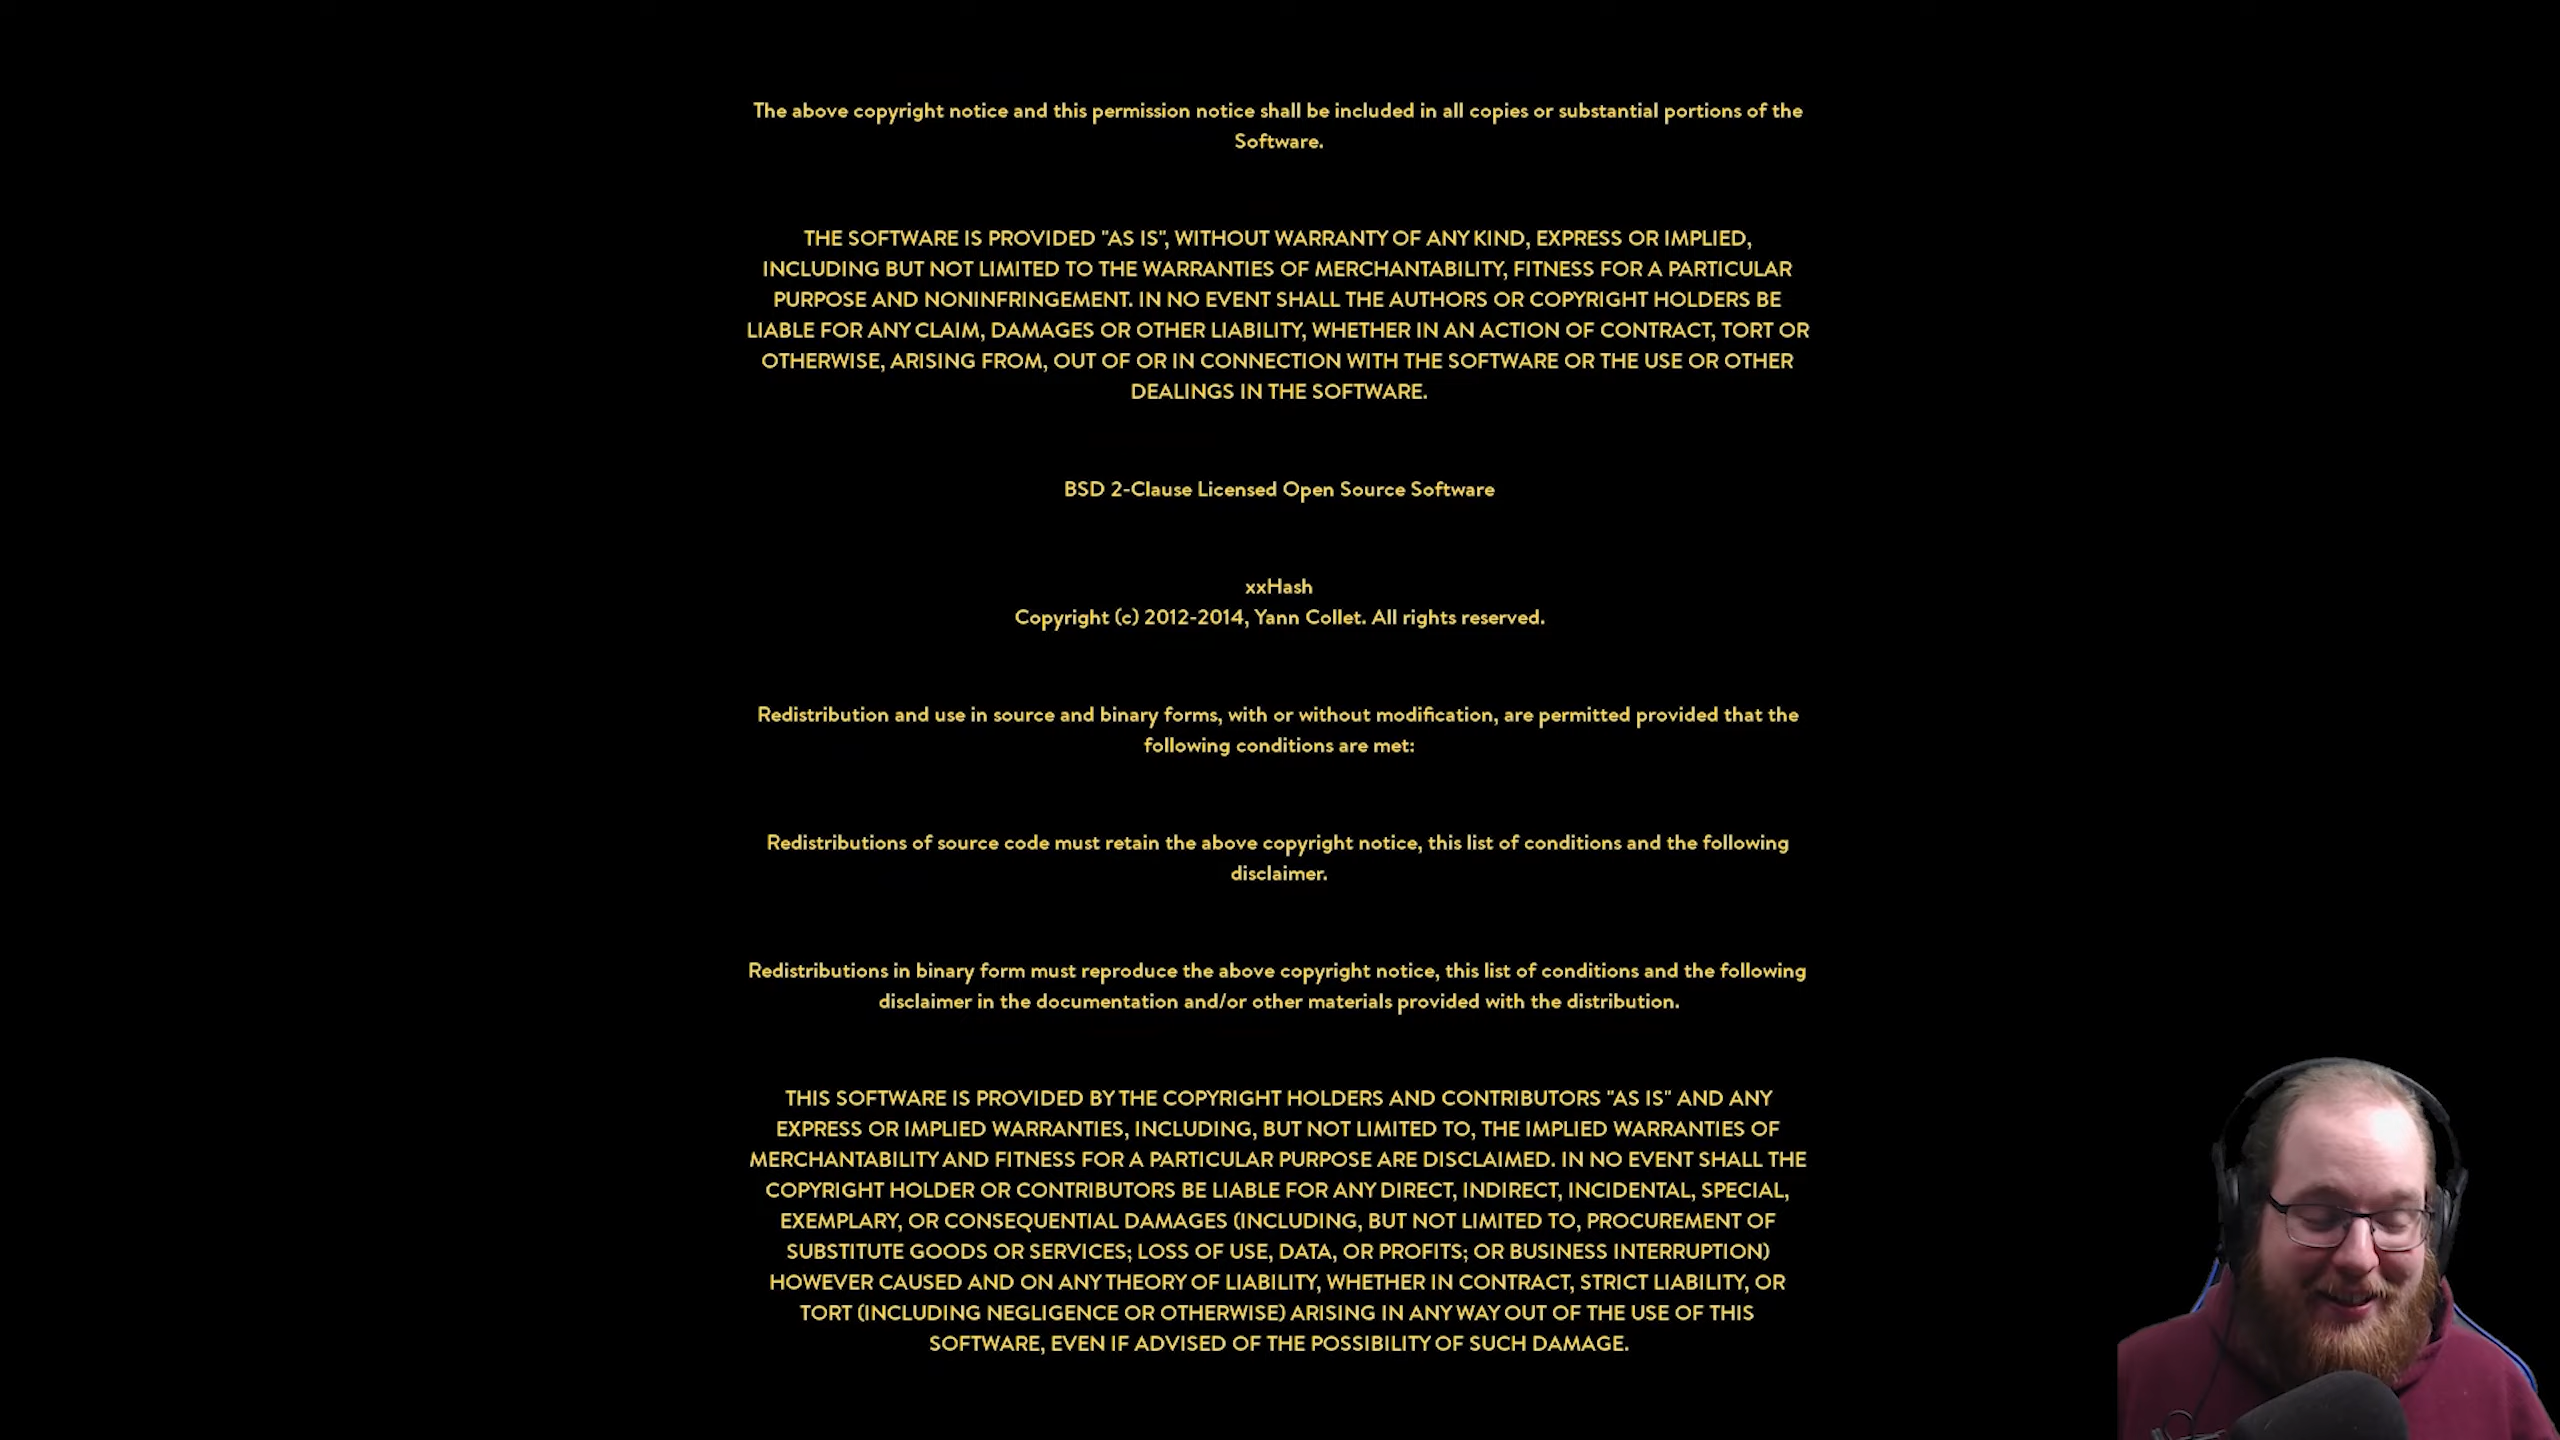 The above copyright notice and this permission notice shall be included in all copies or substantial portions of the
Software.
THE SOFTWARE IS PROVIDED "AS IS", WITHOUT WARRANTY OF ANY KIND, EXPRESS OR IMPLIED,
INCLUDING BUT NOT LIMITED TO THE WARRANTIES OF MERCHANTABILITY, FITNESS FOR A PARTICULAR
PURPOSE AND NONINFRINGEMENT. IN NO EVENT SHALL THE AUTHORS OR COPYRIGHT HOLDERS BE
LIABLE FOR ANY CLAIM, DAMAGES OR OTHER LIABILITY, WHETHER IN AN ACTION OF CONTRACT, TORT OR
OTHERWISE, ARISING FROM, OUT OF OR IN CONNECTION WITH THE SOFTWARE OR THE USE OR OTHER
DEALINGS IN THE SOFTWARE.
BSD 2-Clause Licensed Open Source Software
xxHash
Copyright (c) 2012-2014, Yann Collet. All rights reserved.
Redistribution and use in source and binary forms, with or without modification, are permitted provided that the
following conditions are met:
Redistributions of source code must retain the above copyright notice, this list of conditions and the following
disclaimer.
Redistributions in binary form must reproduce the above copyright notice, this list of conditions and the following
disclaimer in the documentation and/or other materials provided with the distribution.
THIS SOFTWARE IS PROVIDED BY THE COPYRIGHT HOLDERS AND CONTRIBUTORS "AS IS" AND ANY
EXPRESS OR IMPLIED WARRANTIES, INCLUDING, BUT NOT LIMITED TO, THE IMPLIED WARRANTIES OF
MERCHANTABILITY AND FITNESS FOR A PARTICULAR PURPOSE ARE DISCLAIMED. IN NO EVENT SHALL THE
COPYRIGHT HOLDER OR CONTRIBUTORS BE LIABLE FOR ANY DIRECT, INDIRECT, INCIDENTAL, SPECIAL,
EXEMPLARY, OR CONSEQUENTIAL DAMAGES (INCLUDING, BUT NOT LIMITED TO, PROCUREMENT OF
SUBSTITUTE GOODS OR SERVICES; LOSS OF USE, DATA, OR PROFITS; OR BUSINESS INTERRUPTION)
HOWEVER CAUSED AND ON ANY THEORY OF LIABILITY, WHETHER IN CONTRACT, STRICT LIABILITY, OR
TORT (INCLUDING NEGLIGENCE OR OTHERWISE) ARISING IN ANY WAY OUT OF THE USE OF THIS
SOFTWARE, EVEN IF ADVISED OF THE POSSIBILITY OF SUCH DAMAGE.